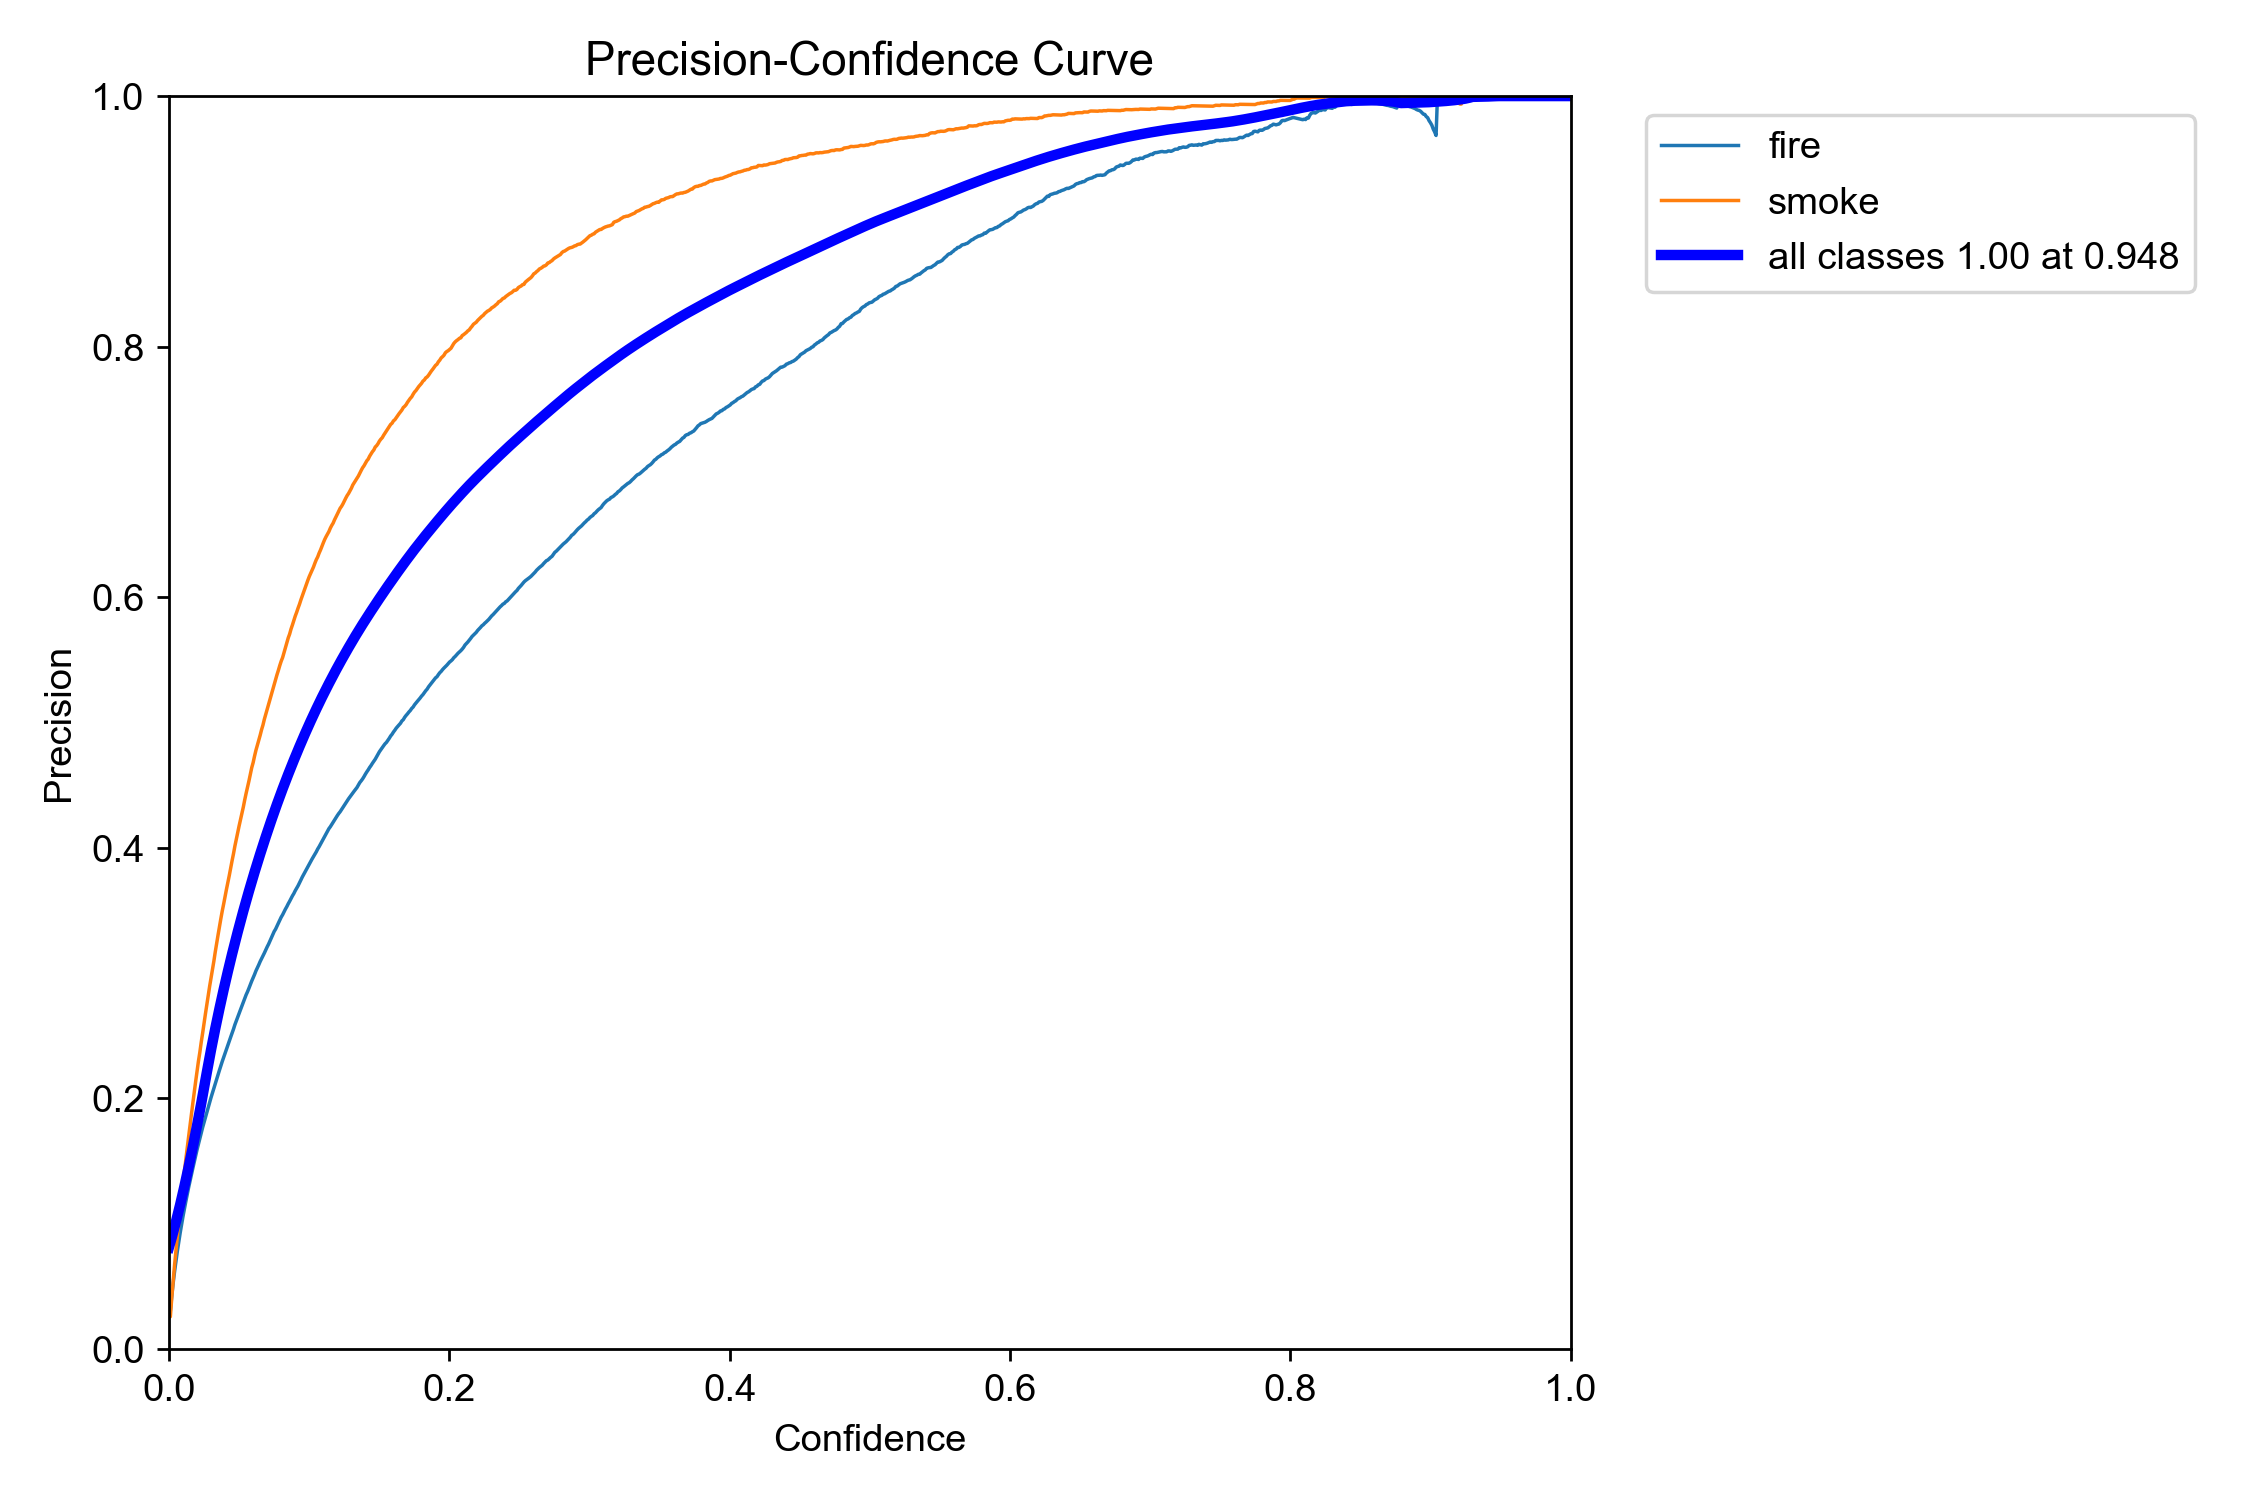 Precision-Confidence Curve
1.0
0.8
0.6
0.4
0.2
0.0
Precision
0.0 0.2 0.4 0.6 0.8 1.0
Confidence
fire
smoke
all classes 1.00 at 0.948